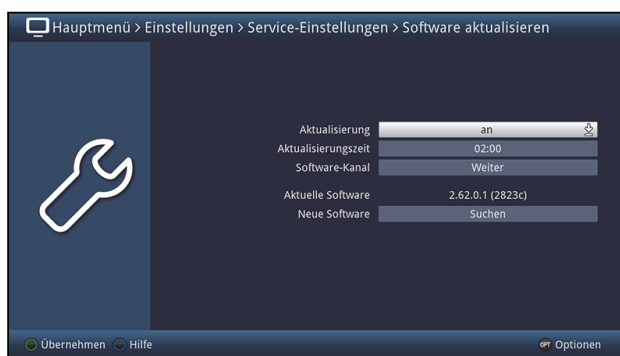 Hauptmenü > Einstellungen > Service-Einstellungen > Software aktualisieren
Aktualisierung an
Aktualisierungszeit 02:00
Software-Kanal Weiter
Aktuelle Software 2.62.0.1 (2823c)
Neue Software Suchen
Übernehmen Hilfe OPT Optionen